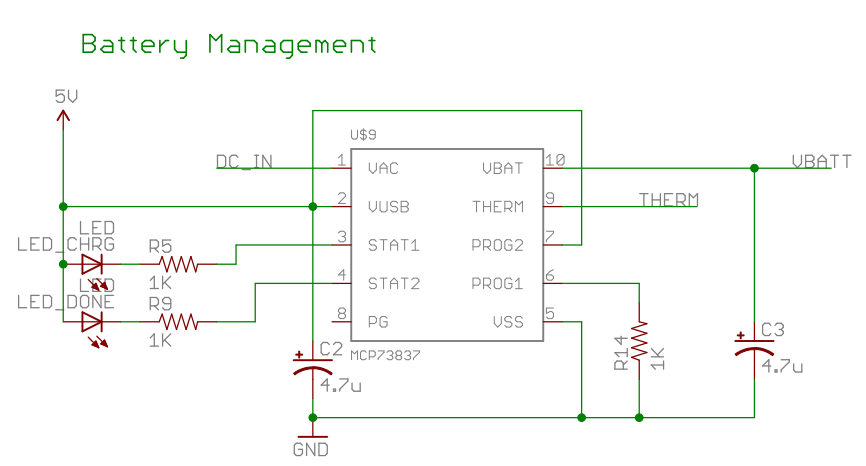 Battery Management
5V
U$9
DC_IN
1
VAC
VBAT
10
VBATT
2
VUSB
THERM
9
THERM
LED
LED_CHRG
R5
1K
3
STAT1
PROG2
7
LED
LED_DONE
R9
1K
4
STAT2
PROG1
6
8
PG
VSS
5
MCP73837
C2
4.7u
R14
1K
C3
4.7u
GND